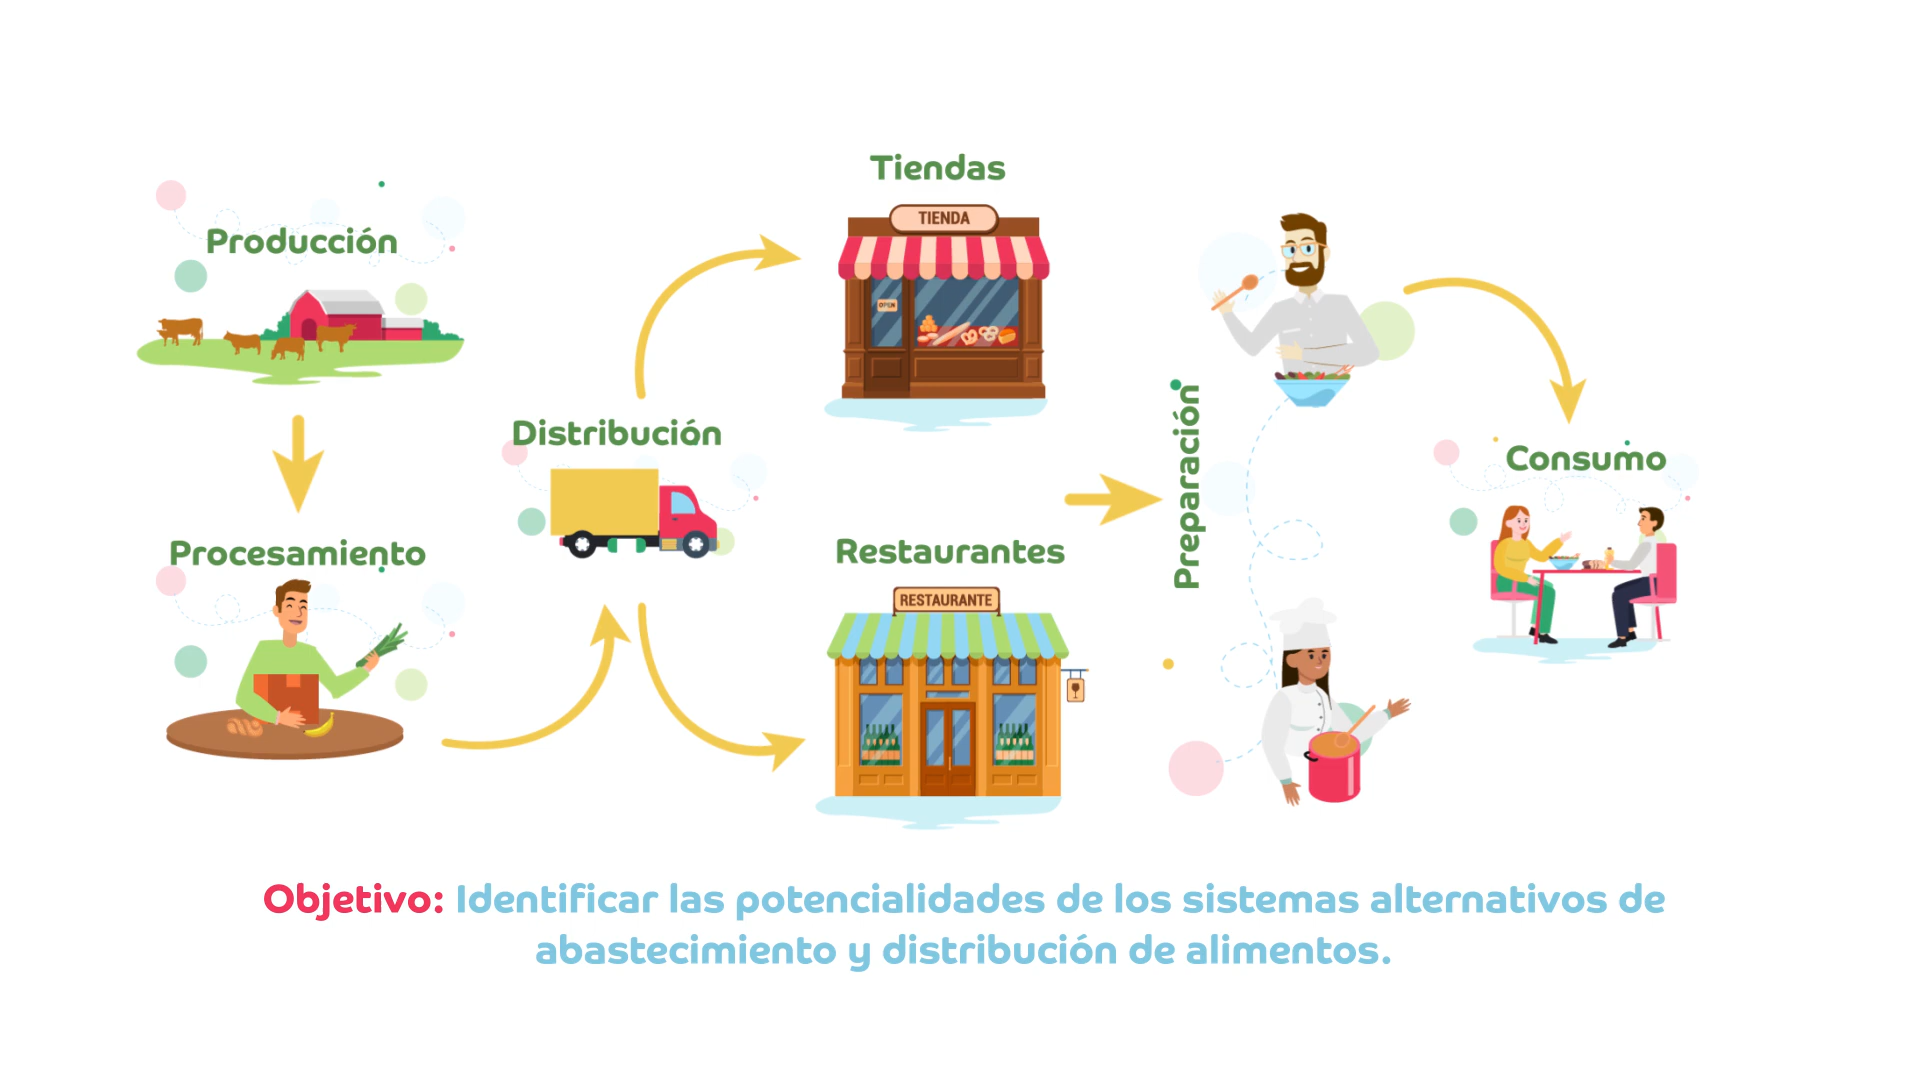 Producción
Procesamiento
Distribución
Tiendas
TIENDA
OPEN
Restaurantes
RESTAURANTE
Preparación
Consumo
Objetivo: Identificar las potencialidades de los sistemas alternativos de
abastecimiento y distribución de alimentos.